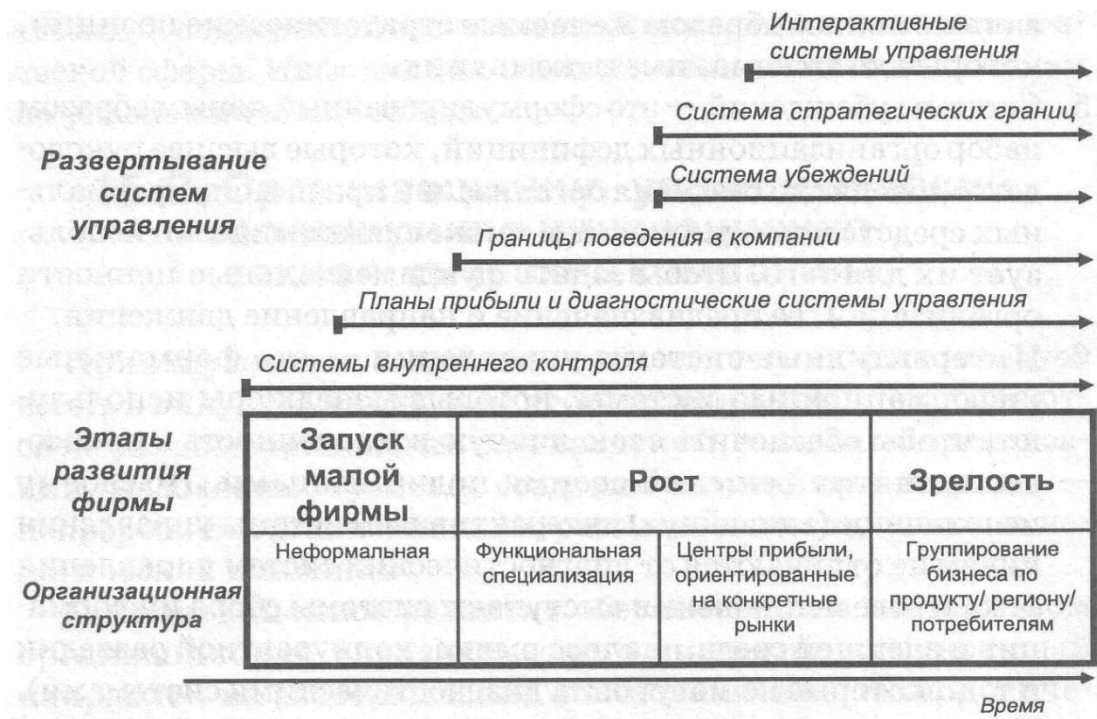 Интерактивные
системы управления
Система стратегических границ
Развертывание
систем
управления
Система убеждений
Границы поведения в компании
Планы прибыли и диагностические системы управления
Системы внутреннего контроля
Этапы
развития
фирмы
Запуск
малой
фирмы
Рост
Зрелость
Организационная
структура
Неформальная
Функциональная
специализация
Центры прибыли,
ориентированные
на конкретные
рынки
Группирование
бизнеса по
продукту/ региону/
потребителям
Время